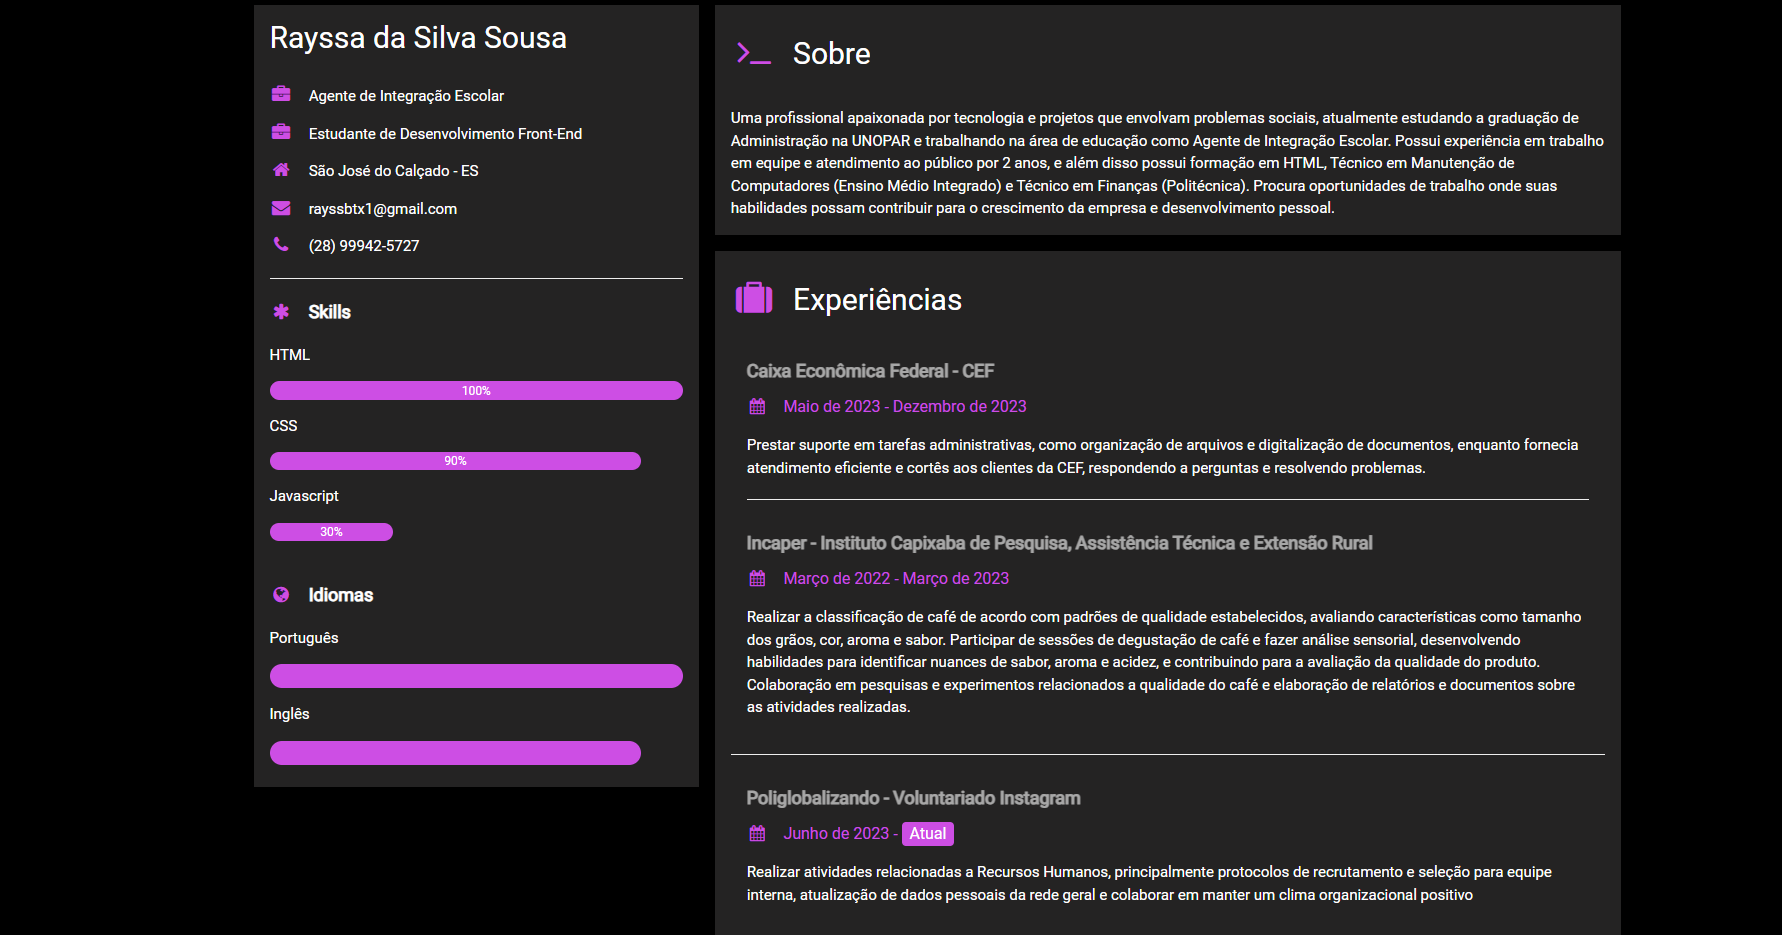 Rayssa da Silva Sousa
Agente de Integração Escolar
Estudante de Desenvolvimento Front-End
São José do Calçado - ES
rayssbtx1@gmail.com
(28) 99942-5727
Skills
HTML
100%
CSS
90%
Javascript
30%
Idiomas
Português
Inglês
Sobre
Uma profissional apaixonada por tecnologia e projetos que envolvam problemas sociais, atualmente estudando a graduação de
Administração na UNOPAR e trabalhando na área de educação como Agente de Integração Escolar. Possui experiência em trabalho
em equipe e atendimento ao público por 2 anos, e além disso possui formação em HTML, Técnico em Manutenção de
Computadores (Ensino Médio Integrado) e Técnico em Finanças (Politécnica). Procura oportunidades de trabalho onde suas
habilidades possam contribuir para o crescimento da empresa e desenvolvimento pessoal.
Experiências
Caixa Econômica Federal - CEF
Maio de 2023 - Dezembro de 2023
Prestar suporte em tarefas administrativas, como organização de arquivos e digitalização de documentos, enquanto fornecia
atendimento eficiente e cortês aos clientes da CEF, respondendo a perguntas e resolvendo problemas.
Incaper - Instituto Capixaba de Pesquisa, Assistência Técnica e Extensão Rural
Março de 2022 - Março de 2023
Realizar a classificação de café de acordo com padrões de qualidade estabelecidos, avaliando características como tamanho
dos grãos, cor, aroma e sabor. Participar de sessões de degustação de café e fazer análise sensorial, desenvolvendo
habilidades para identificar nuances de sabor, aroma e acidez, e contribuindo para a avaliação da qualidade do produto.
Colaboração em pesquisas e experimentos relacionados a qualidade do café e elaboração de relatórios e documentos sobre
as atividades realizadas.
Poliglobalizando - Voluntariado Instagram
Junho de 2023 - Atual
Realizar atividades relacionadas a Recursos Humanos, principalmente protocolos de recrutamento e seleção para equipe
interna, atualização de dados pessoais da rede geral e colaborar em manter um clima organizacional positivo